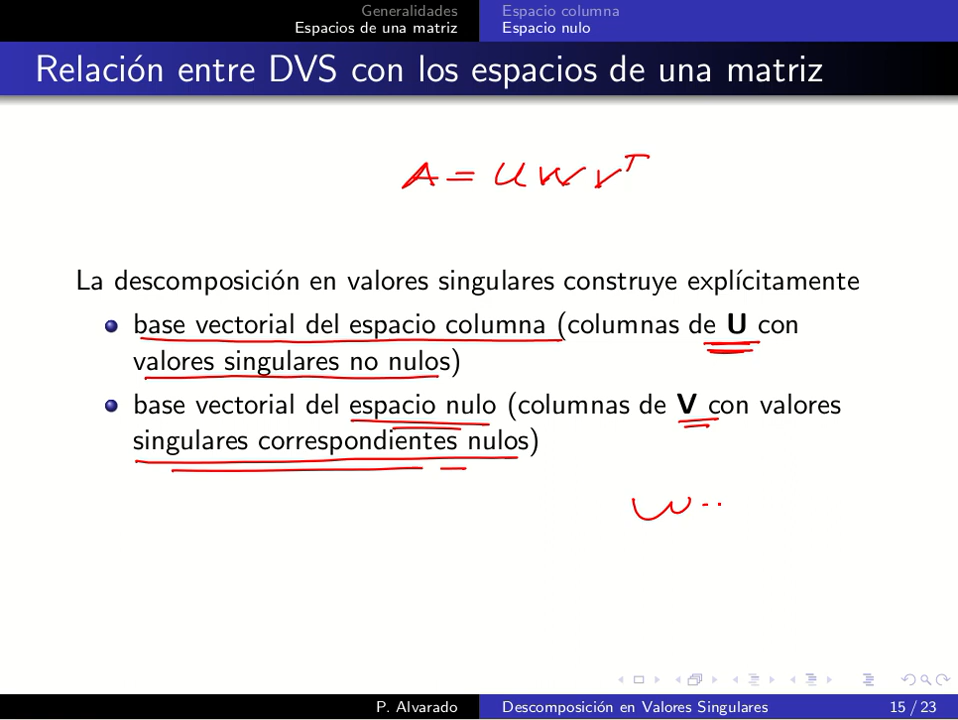 Generalidades
Espacios de una matriz
Espacio columna
Espacio nulo
Relación entre DVS con los espacios de una matriz
A = U W V^T
La descomposición en valores singulares construye explícitamente
base vectorial del espacio columna (columnas de U con
valores singulares no nulos)
base vectorial del espacio nulo (columnas de V con valores
singulares correspondientes nulos)
P. Alvarado
Descomposición en Valores Singulares
15 / 23